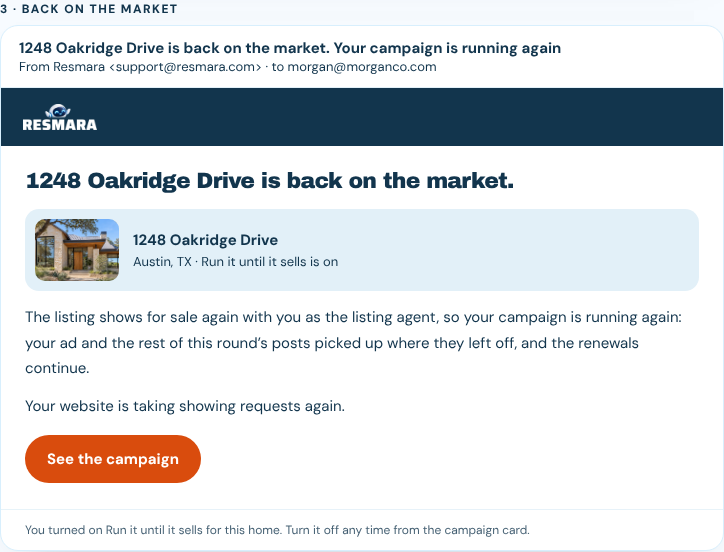 3 · BACK ON THE MARKET
1248 Oakridge Drive is back on the market. Your campaign is running again
From Resmara <support@resmara.com> · to morgan@morganco.com
RESMARA
1248 Oakridge Drive is back on the market.
1248 Oakridge Drive
Austin, TX · Run it until it sells is on
The listing shows for sale again with you as the listing agent, so your campaign is running again:
your ad and the rest of this round’s posts picked up where they left off, and the renewals
continue.
Your website is taking showing requests again.
See the campaign
You turned on Run it until it sells for this home. Turn it off any time from the campaign card.